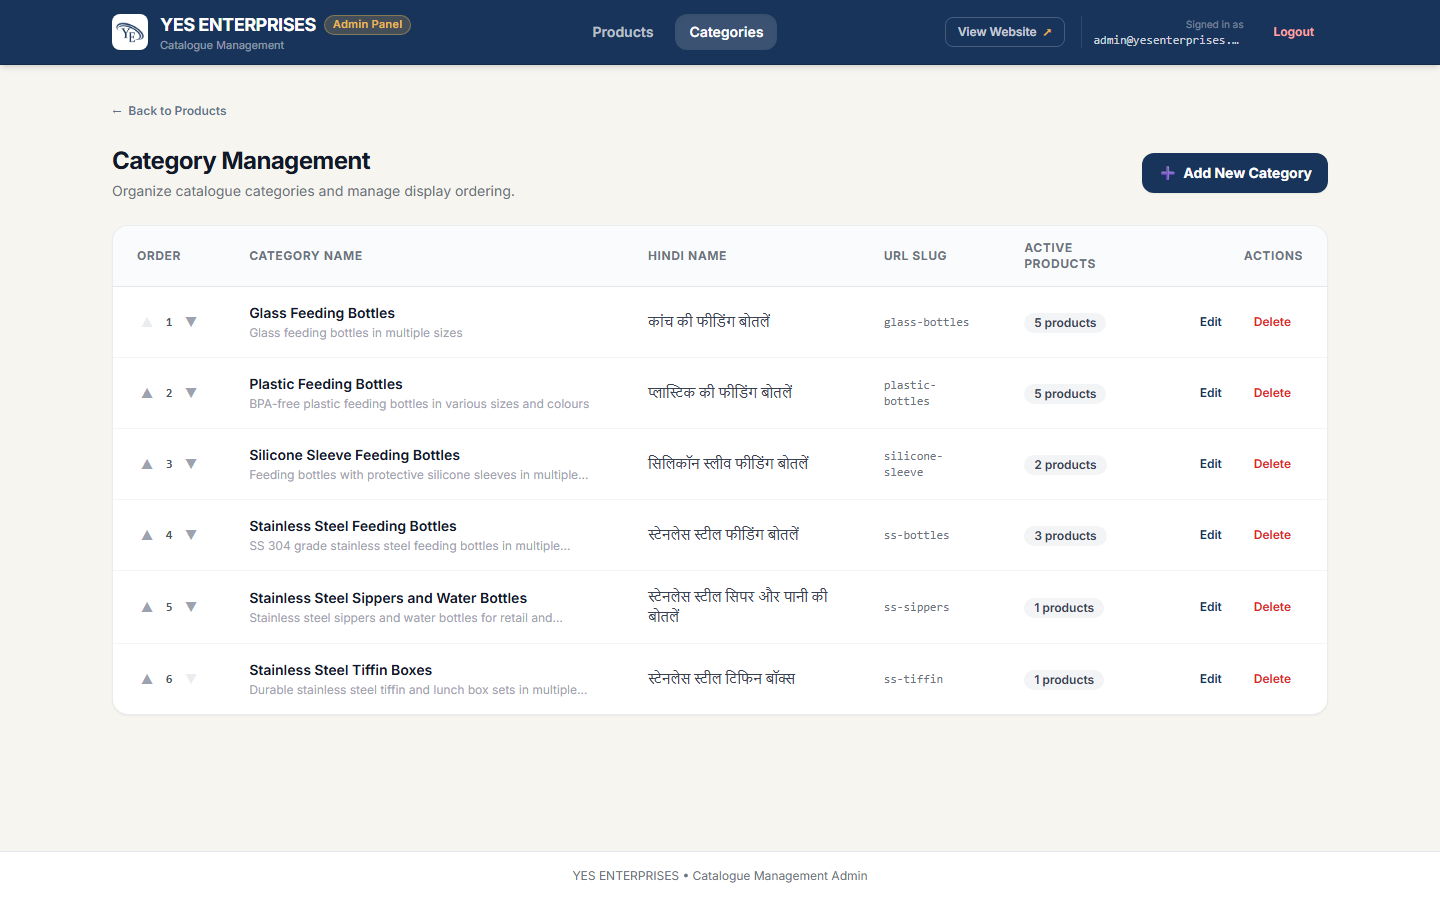 YES ENTERPRISES Admin Panel
Catalogue Management
Products
Categories
View Website ↗
Signed in as
admin@yesenterprises.…
Logout
← Back to Products
Category Management
Organize catalogue categories and manage display ordering.
➕ Add New Category
ORDER CATEGORY NAME HINDI NAME URL SLUG ACTIVE PRODUCTS ACTIONS
▲ 1 ▼
Glass Feeding Bottles
Glass feeding bottles in multiple sizes
कांच की फीडिंग बोतलें
glass-bottles
5 products
Edit Delete
▲ 2 ▼
Plastic Feeding Bottles
BPA-free plastic feeding bottles in various sizes and colours
प्लास्टिक की फीडिंग बोतलें
plastic-
bottles
5 products
Edit Delete
▲ 3 ▼
Silicone Sleeve Feeding Bottles
Feeding bottles with protective silicone sleeves in multiple...
सिलिकॉन स्लीव फीडिंग बोतलें
silicone-
sleeve
2 products
Edit Delete
▲ 4 ▼
Stainless Steel Feeding Bottles
SS 304 grade stainless steel feeding bottles in multiple...
स्टेनलेस स्टील फीडिंग बोतलें
ss-bottles
3 products
Edit Delete
▲ 5 ▼
Stainless Steel Sippers and Water Bottles
Stainless steel sippers and water bottles for retail and...
स्टेनलेस स्टील सिपर और पानी की
बोतलें
ss-sippers
1 products
Edit Delete
▲ 6 ▼
Stainless Steel Tiffin Boxes
Durable stainless steel tiffin and lunch box sets in multiple...
स्टेनलेस स्टील टिफिन बॉक्स
ss-tiffin
1 products
Edit Delete
YES ENTERPRISES • Catalogue Management Admin